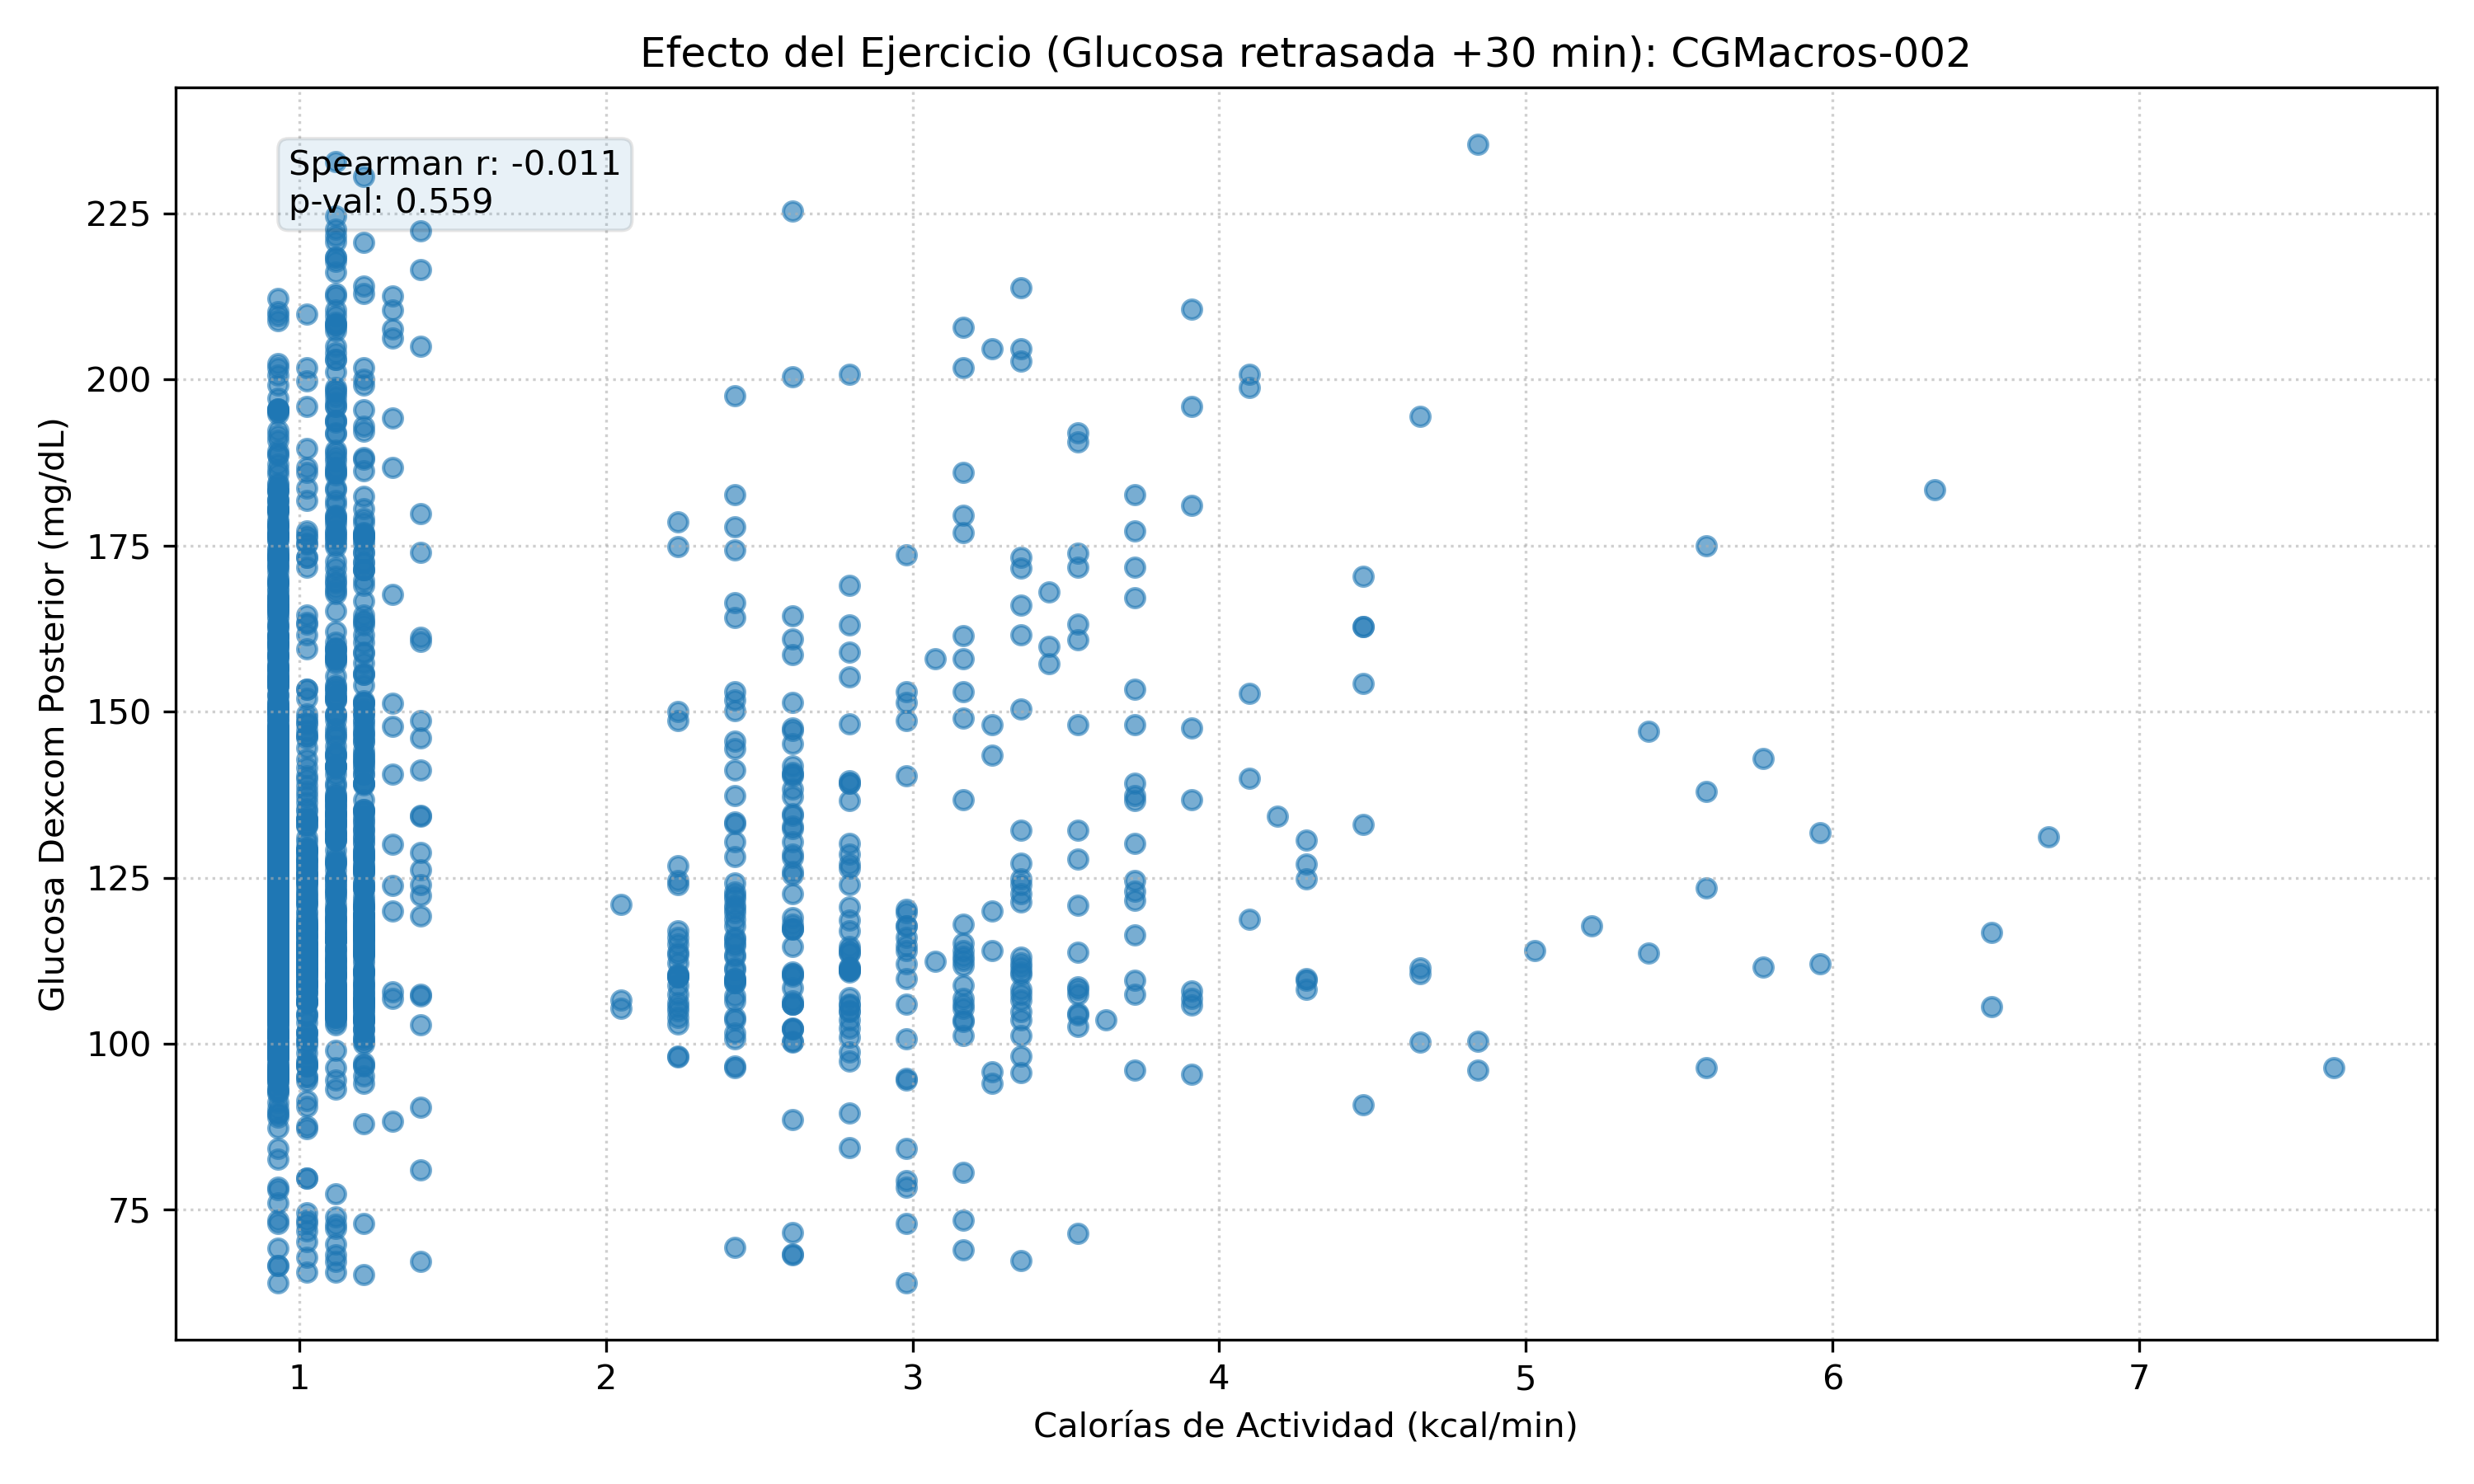 Efecto del Ejercicio (Glucosa retrasada +30 min): CGMacros-002
Spearman r: -0.011
p-val: 0.559
Glucosa Dexcom Posterior (mg/dL)
225
200
175
150
125
100
75
1 2 3 4 5 6 7
Calorías de Actividad (kcal/min)